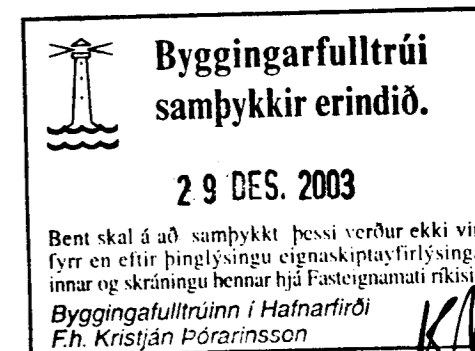 Byggingarfulltrúi
samþykkir erindið.
29 DES. 2003
Bent skal á að samþykkt þessi verður ekki
fyrr en eftir þinglýsingu eignaskiptayfirlýsing
innar og skráningu hennar hjá Fasteignamati ríkisi
Byggingafulltrúinn í Hafnarfirði
F.h. Kristján Þórarinsson